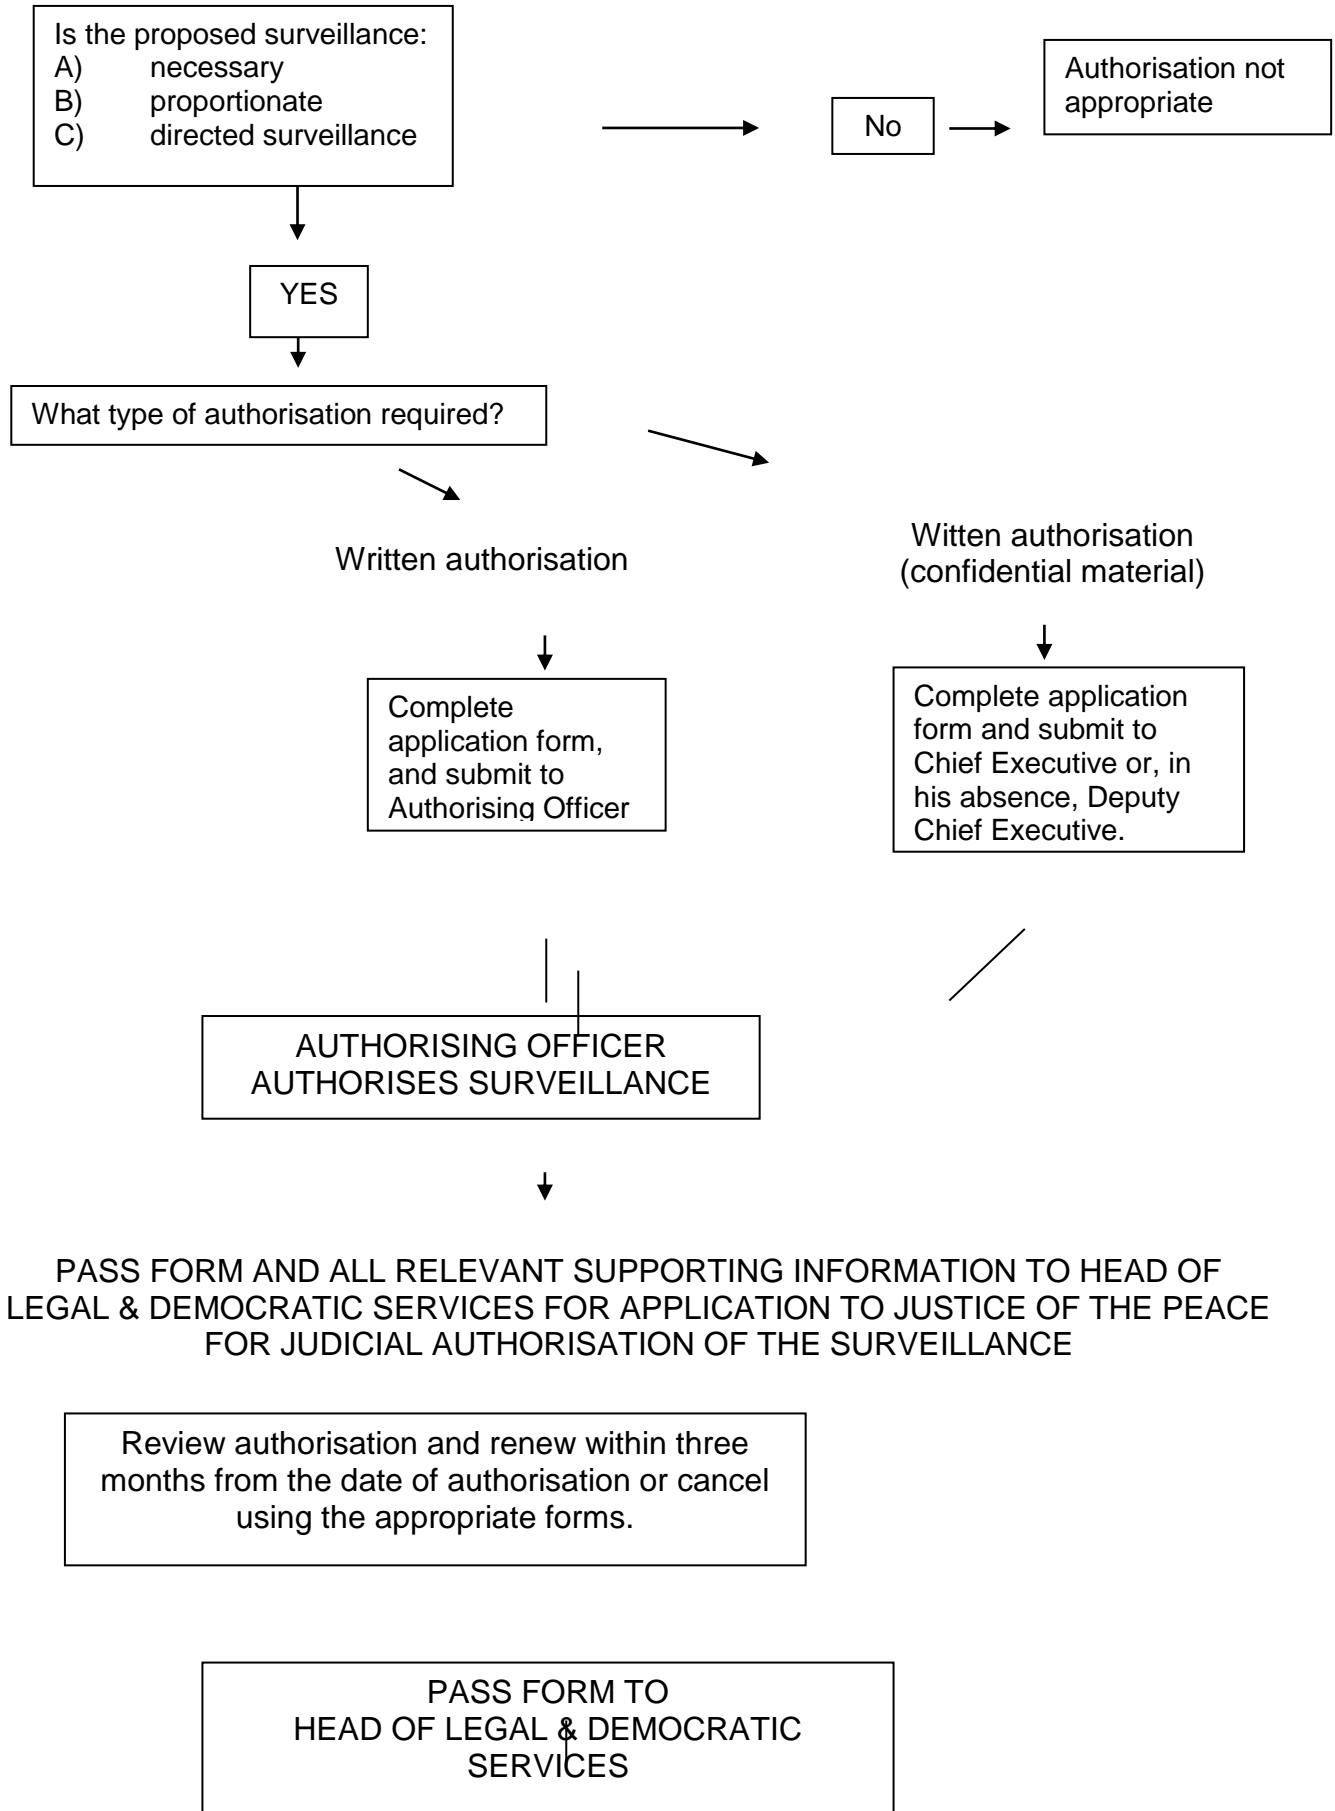 Is the proposed surveillance:
A) necessary
B) proportionate
C) directed surveillance
No
Authorisation not
appropriate
YES
What type of authorisation required?
Written authorisation
Witten authorisation
(confidential material)
Complete
application form,
and submit to
Authorising Officer
Complete application
form and submit to
Chief Executive or, in
his absence, Deputy
Chief Executive.
AUTHORISING OFFICER
AUTHORISES SURVEILLANCE
PASS FORM AND ALL RELEVANT SUPPORTING INFORMATION TO HEAD OF
LEGAL & DEMOCRATIC SERVICES FOR APPLICATION TO JUSTICE OF THE PEACE
FOR JUDICIAL AUTHORISATION OF THE SURVEILLANCE
Review authorisation and renew within three
months from the date of authorisation or cancel
using the appropriate forms.
PASS FORM TO
HEAD OF LEGAL & DEMOCRATIC
SERVICES